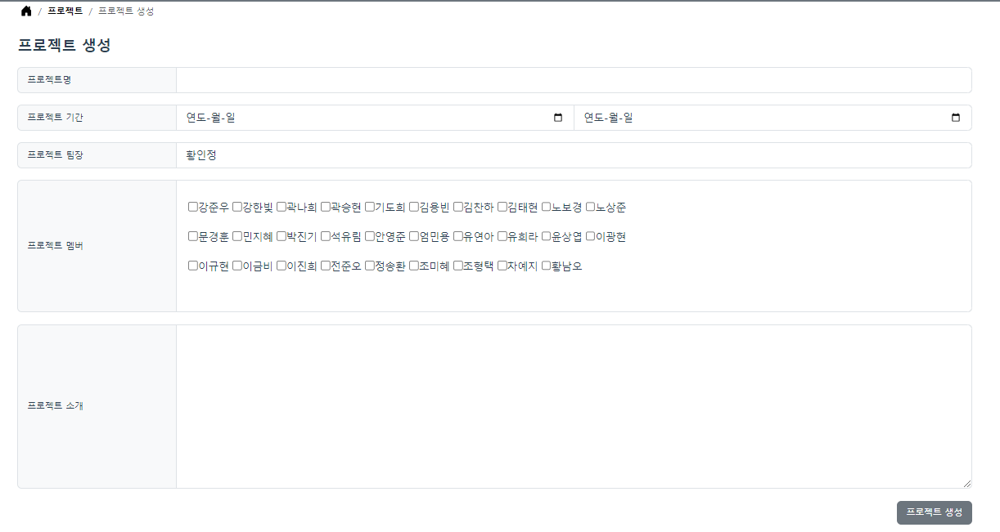 / 프로젝트 / 프로젝트 생성
프로젝트 생성
프로젝트명
프로젝트 기간 연도-월-일 연도-월-일
프로젝트 팀장 황인정
프로젝트 멤버
강준우 강한빛 곽나희 곽승현 기도희 김용빈 김찬하 김태현 노보경 노상준
문경훈 민지혜 박진기 석유림 안영준 엄민용 유연아 유희라 윤상엽 이광현
이규현 이금비 이진희 전준오 정송환 조미혜 조형택 차예지 황남오
프로젝트 소개
프로젝트 생성